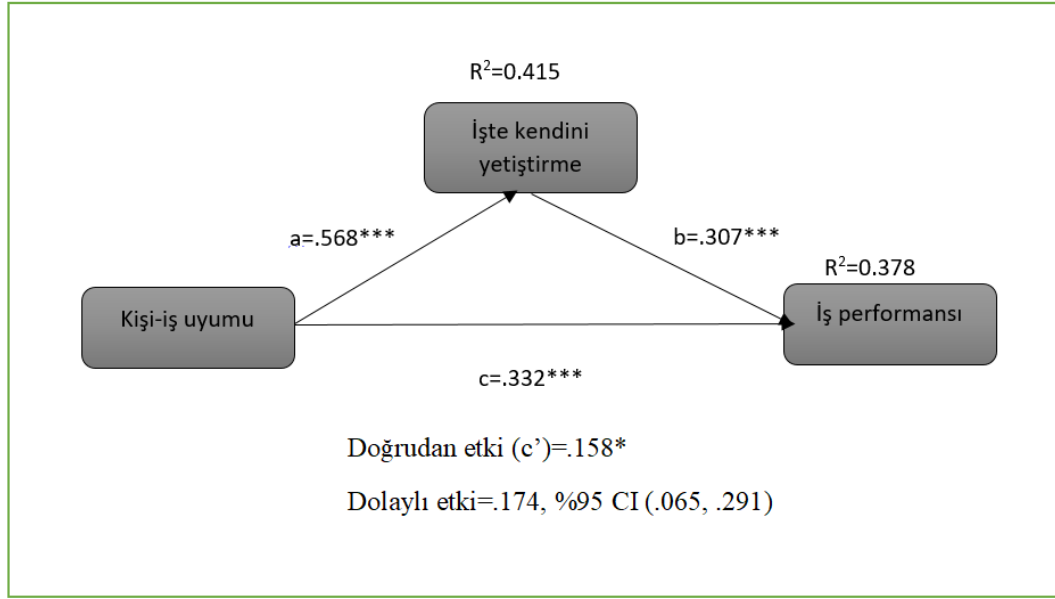 R²=0.415
İşte kendini
yetiştirme
a=.568***
b=.307***
R²=0.378
Kişi-iş uyumu
İş performansı
c=.332***
Doğrudan etki (c’)=.158*
Dolaylı etki=.174, %95 CI (.065, .291)